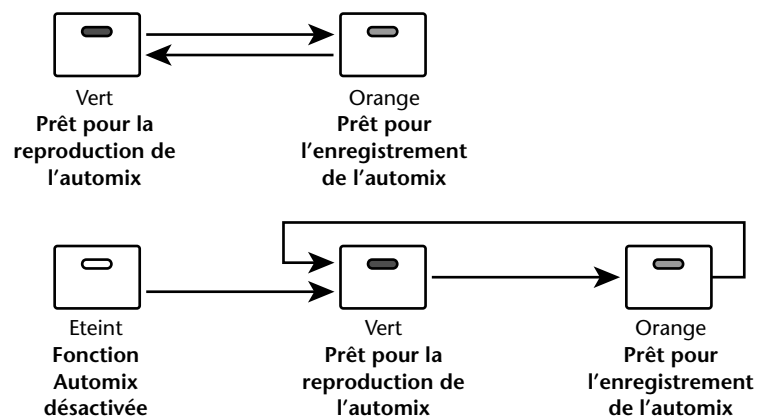 Vert
Prêt pour la
reproduction de
l’automix
Orange
Prêt pour
l’enregistrement
de l’automix
Eteint
Fonction
Automix
désactivée
Vert
Prêt pour la
reproduction de
l’automix
Orange
Prêt pour
l’enregistrement
de l’automix